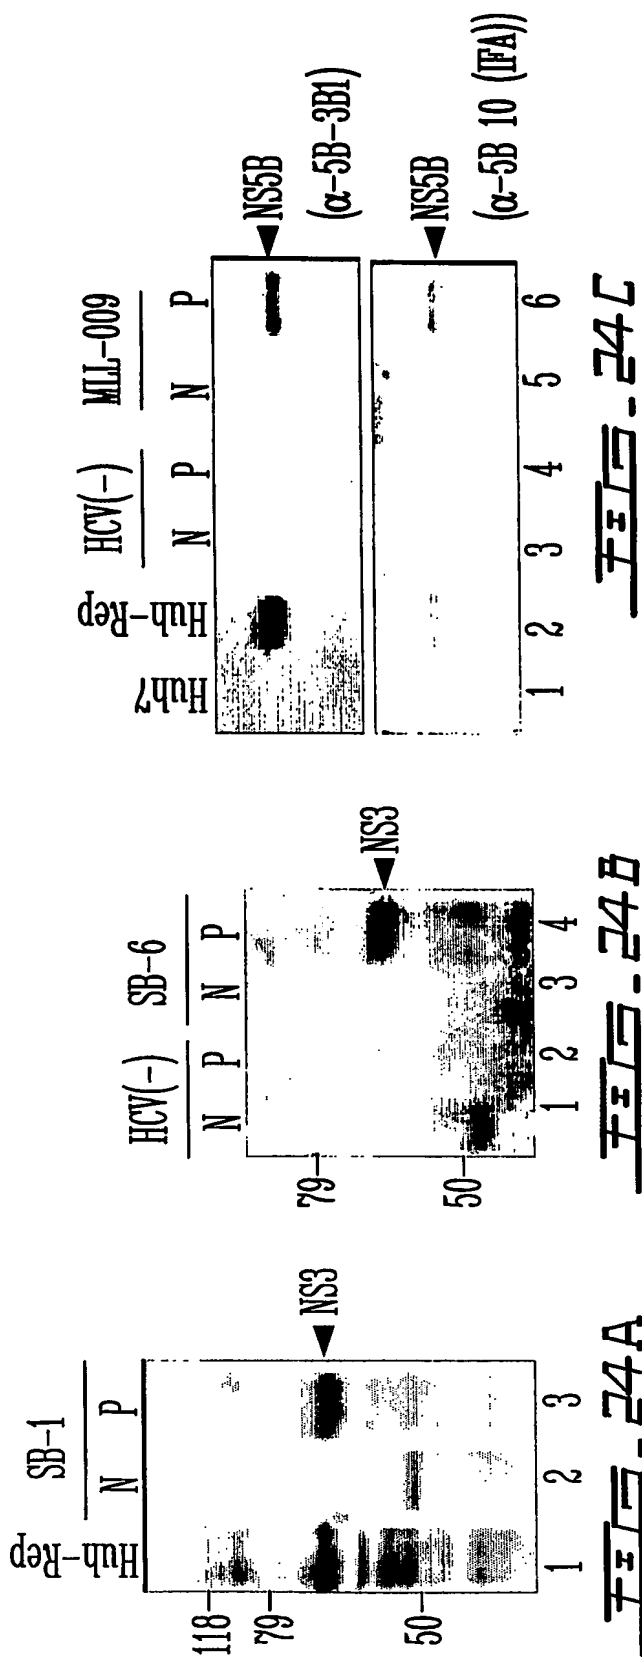 SB-1
Huh-Rep N P
118
79
50
NS3
1 2 3
FIG. 24A
HCV(-) SB-6
N P N P
79
50
NS3
1 2 3 4
FIG. 24B
HCV(-) MLL-009
Huh7 Huh-Rep N P N P
NS5B
(α-5B-3B1)
NS5B
(α-5B 10 (IFA))
1 2 3 4 5 6
FIG. 24C